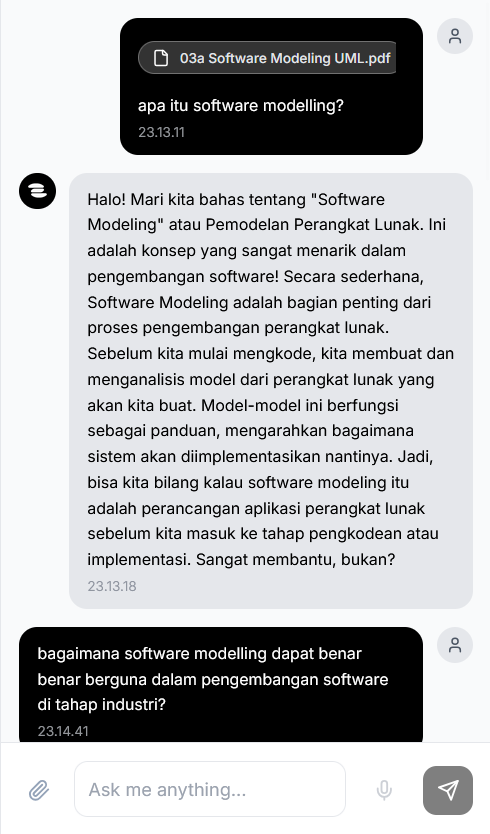 03a Software Modeling UML.pdf
apa itu software modelling?
23.13.11
Halo! Mari kita bahas tentang "Software
Modeling" atau Pemodelan Perangkat Lunak. Ini
adalah konsep yang sangat menarik dalam
pengembangan software! Secara sederhana,
Software Modeling adalah bagian penting dari
proses pengembangan perangkat lunak.
Sebelum kita mulai mengkode, kita membuat dan
menganalisis model dari perangkat lunak yang
akan kita buat. Model-model ini berfungsi
sebagai panduan, mengarahkan bagaimana
sistem akan diimplementasikan nantinya. Jadi,
bisa kita bilang kalau software modeling itu
adalah perancangan aplikasi perangkat lunak
sebelum kita masuk ke tahap pengkodean atau
implementasi. Sangat membantu, bukan?
23.13.18
bagaimana software modelling dapat benar
benar berguna dalam pengembangan software
di tahap industri?
23.14.41
Ask me anything...